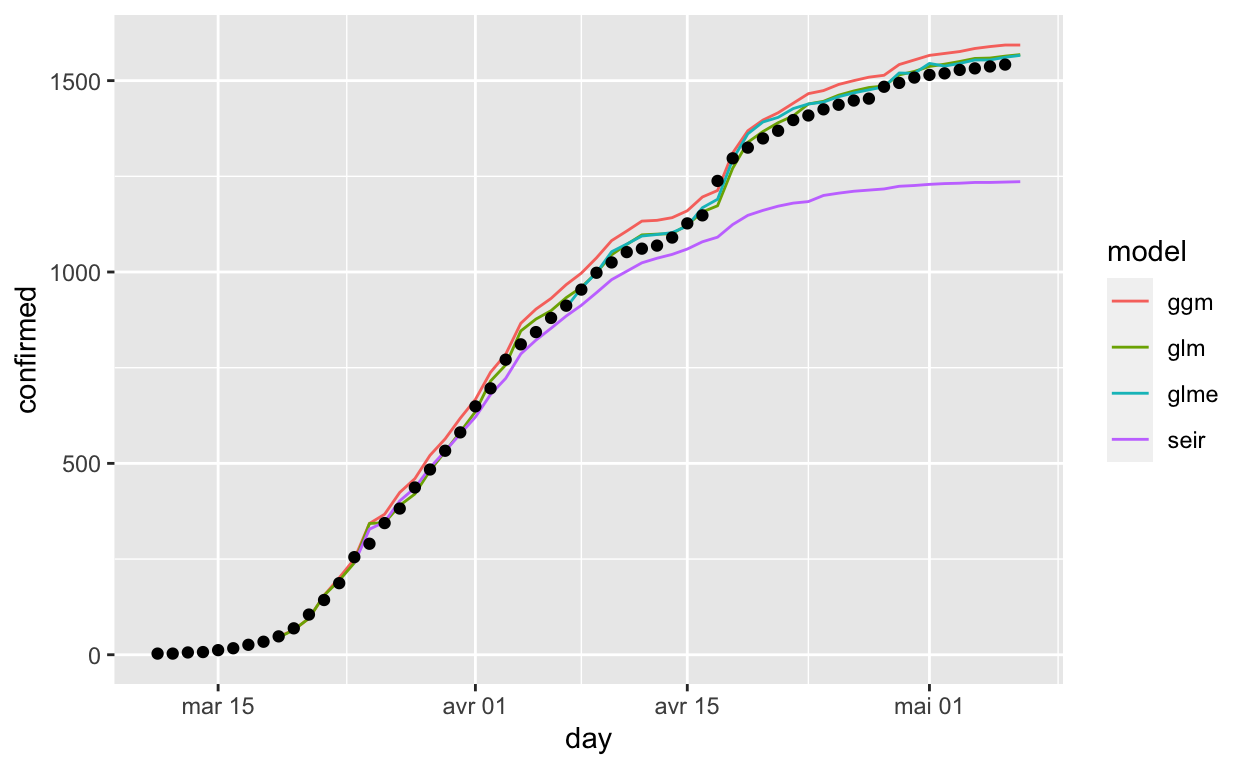 confirmed
1500
1000
500
0
mar 15
avr 01
avr 15
mai 01
day
model
ggm
glm
glme
seir